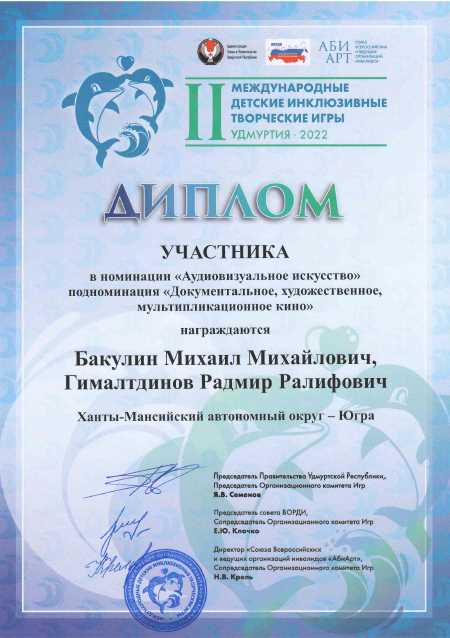 АБИ
АРТ
II
МЕЖДУНАРОДНЫЕ
ДЕТСКИЕ ИНКЛЮЗИВНЫЕ
ТВОРЧЕСКИЕ ИГРЫ
УДМУРТИЯ · 2022
ДИПЛОМ
УЧАСТНИКА
в номинации «Аудиовизуальное искусство»
подноминация «Документальное, художественное,
мультипликационное кино»
награждаются
Бакулин Михаил Михайлович,
Гималтдинов Радмир Ралифович
Ханты-Мансийский автономный округ – Югра
Председатель Правительства Удмуртской Республики,
Председатель Организационного комитета Игр
Я.В. Семенов
Председатель совета ВОРДИ,
Сопредседатель Организационного комитета Игр
Е.Ю. Клочко
Директор «Союза Всероссийских
и ведущих организаций инвалидов «АбиАрт»,
Сопредседатель Организационного комитета Игр
Н.В. Крель